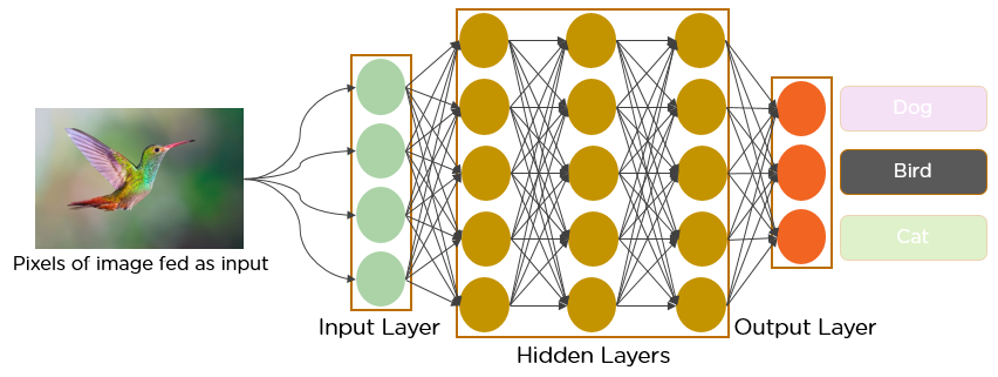 Dog
Bird
Cat
Pixels of image fed as input
Input Layer
Output Layer
Hidden Layers